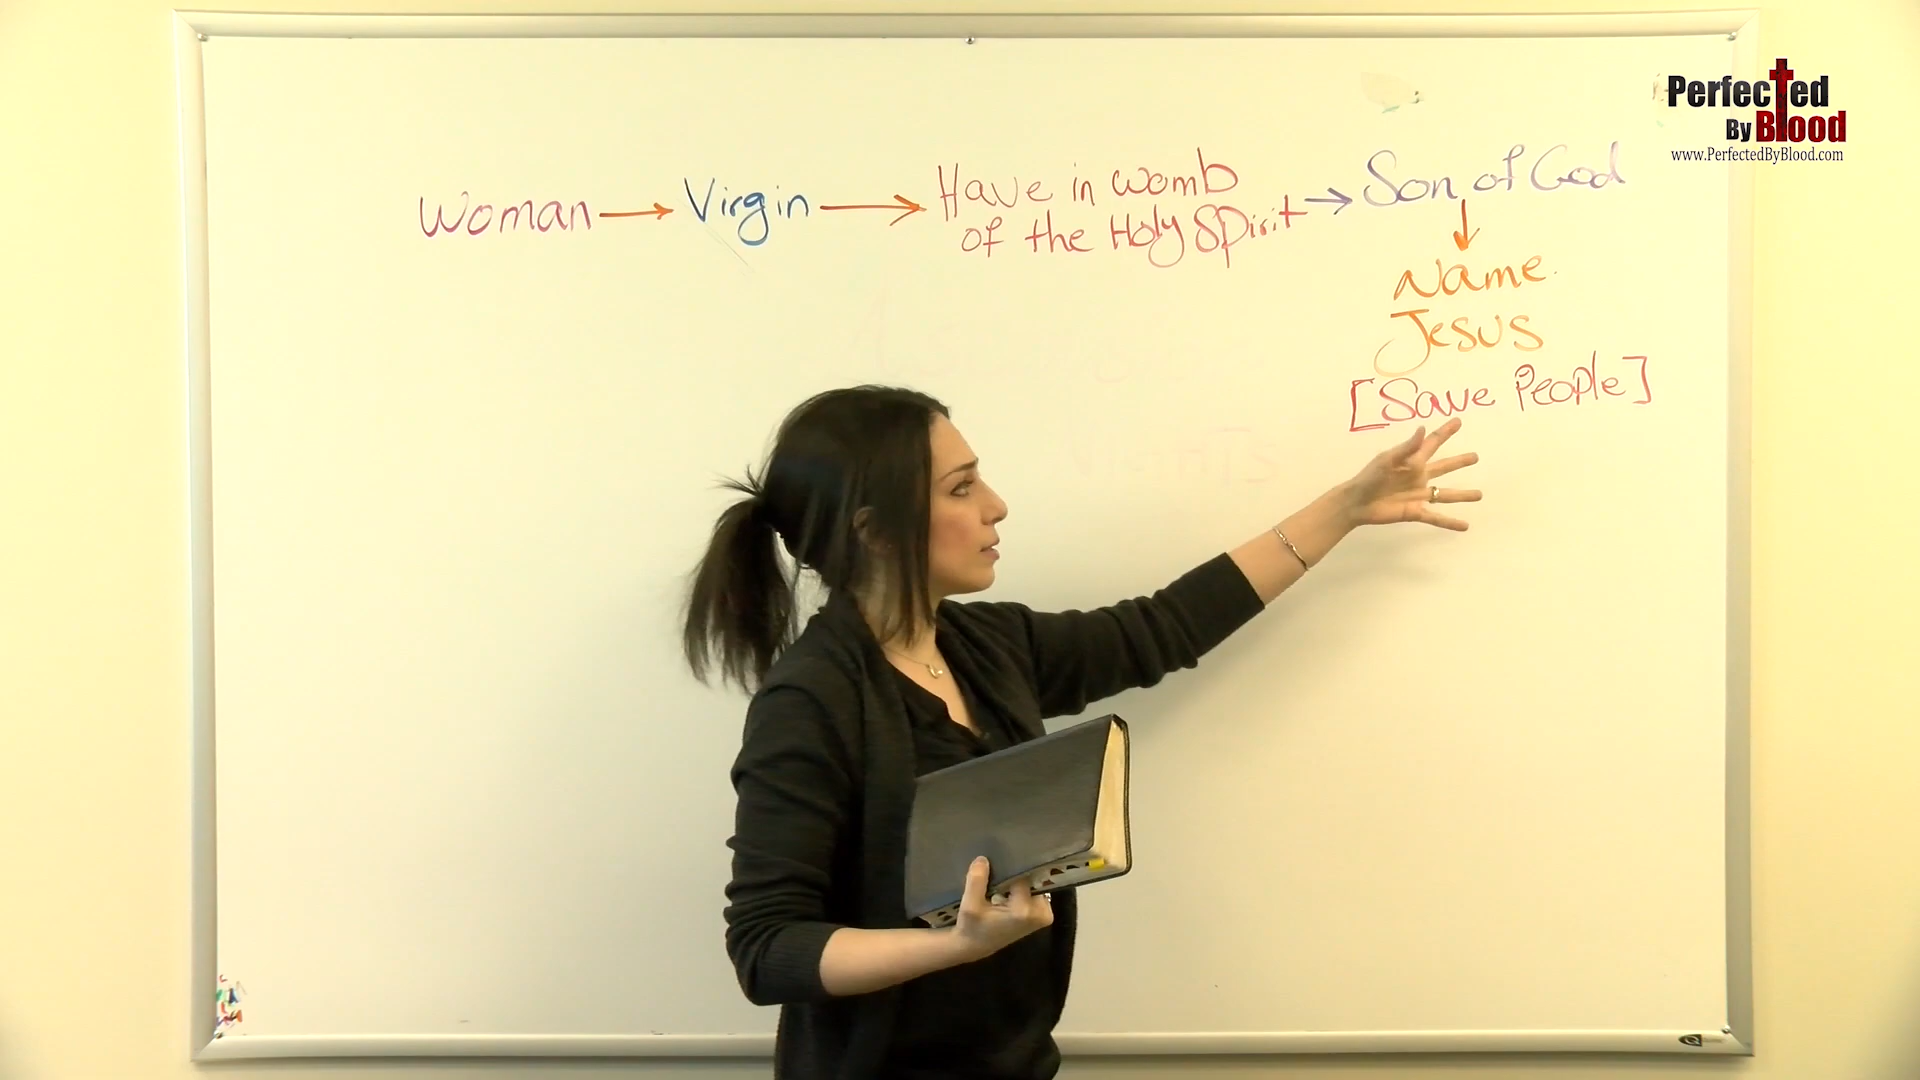 Woman → Virgin → Have in womb
of the Holy Spirit → Son of God
↓
Name
Jesus
[Save People]
Perfected
By Blood
www.PerfectedByBlood.com